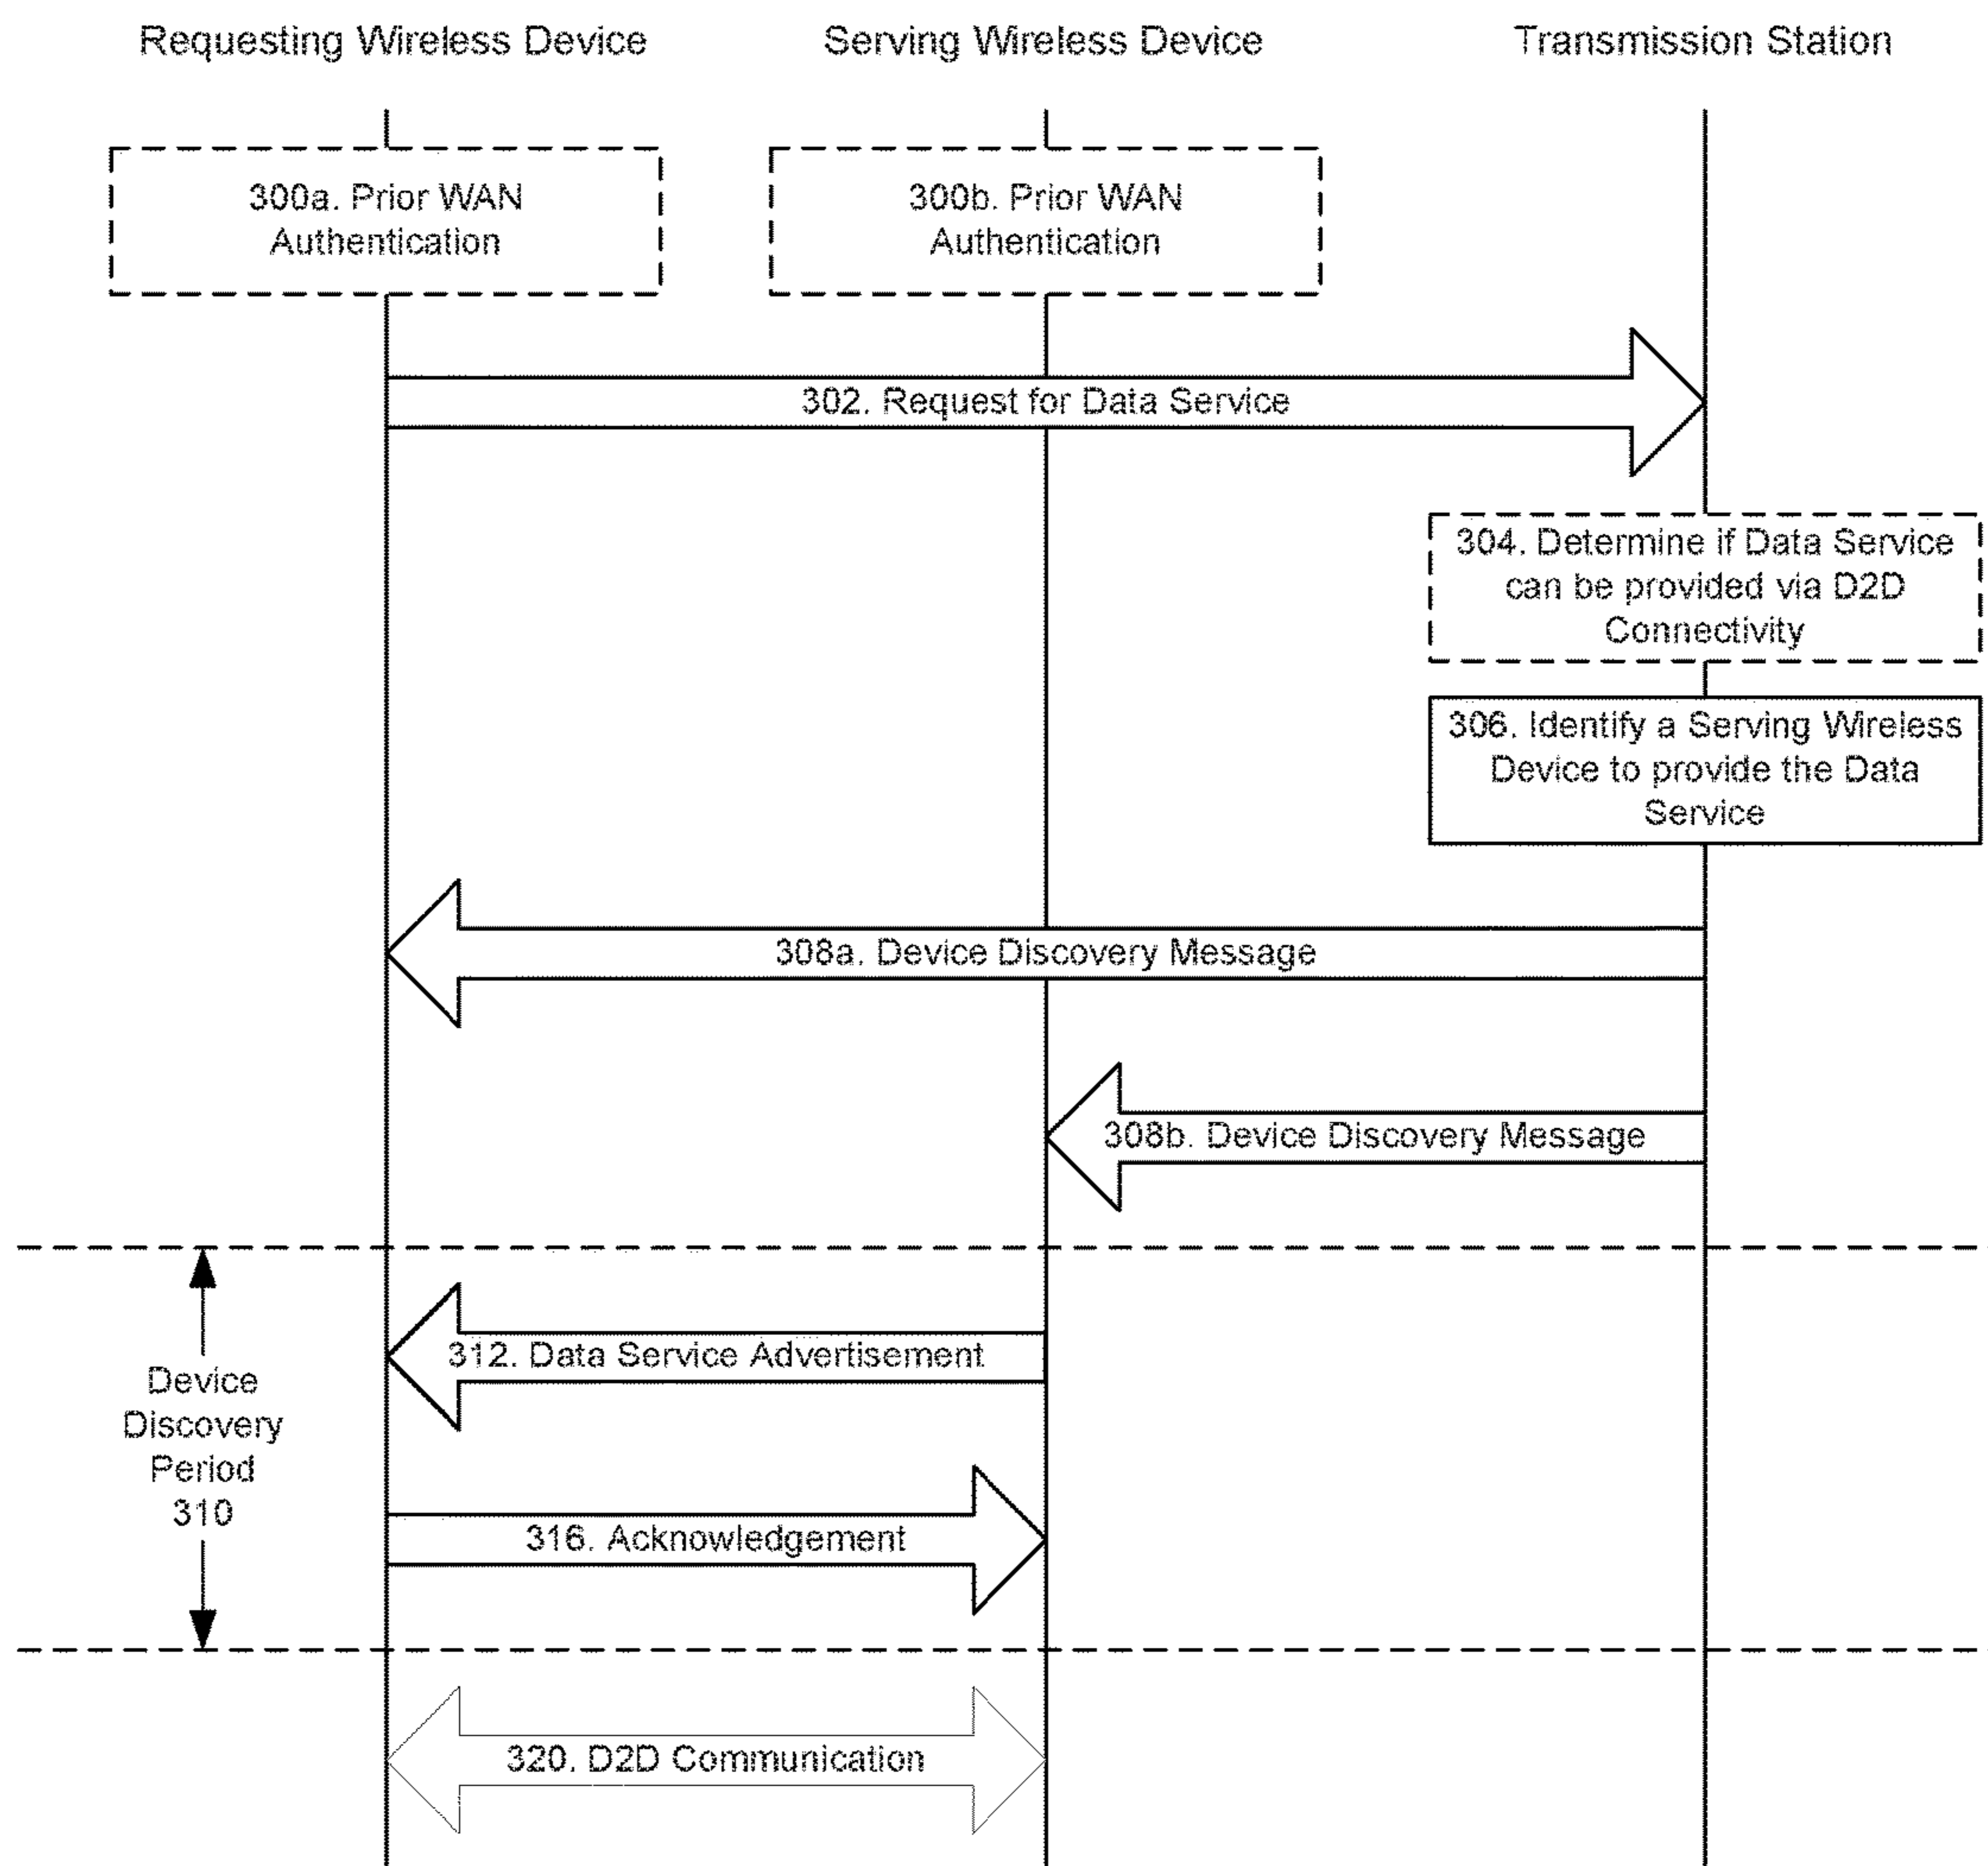 Requesting Wireless Device
Serving Wireless Device
Transmission Station
300a. Prior WAN
Authentication
300b. Prior WAN
Authentication
302. Request for Data Service
304. Determine if Data Service
can be provided via D2D
Connectivity
306. Identify a Serving Wireless
Device to provide the Data
Service
308a. Device Discovery Message
308b. Device Discovery Message
312. Data Service Advertisement
Device
Discovery
Period
310
316. Acknowledgement
320. D2D Communication